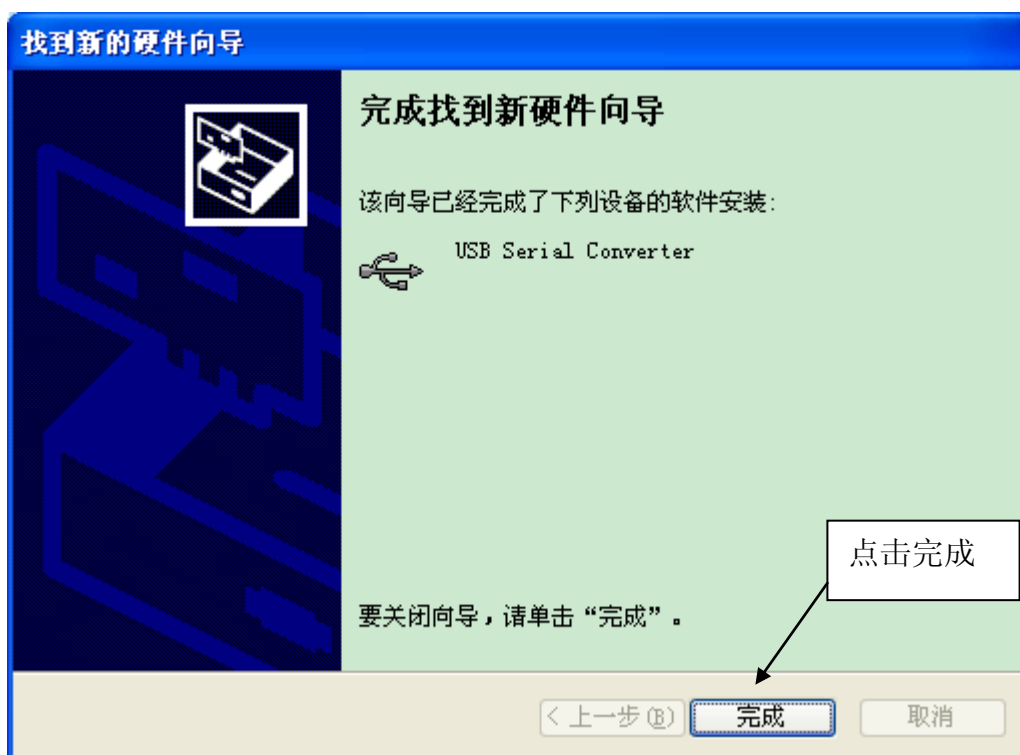 找到新的硬件向导
完成找到新硬件向导
该向导已经完成了下列设备的软件安装:
USB Serial Converter
点击完成
要关闭向导，请单击“完成”。
< 上一步(B)
完成
取消